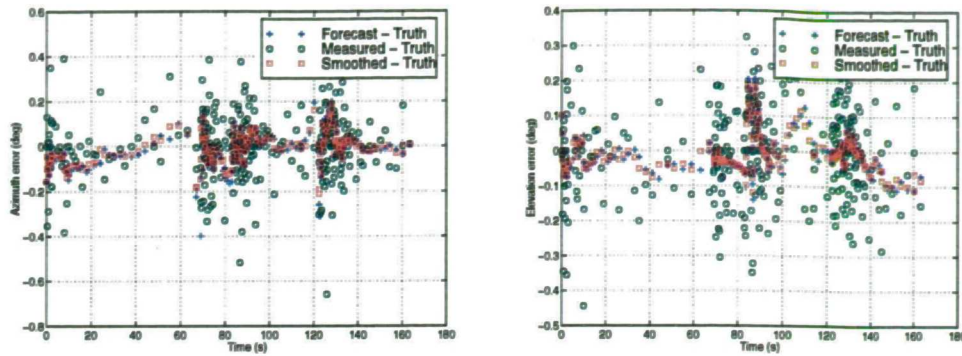 0.6
0.4
0.2
0.0
−0.2
−0.4
−0.6
−0.8
0 20 40 60 80 100 120 140 160 180
Azimuth error (deg)
Time (s)
Forecast − Truth
Measured − Truth
Smoothed − Truth
0.4
0.3
0.2
0.1
0.0
−0.1
−0.2
−0.3
−0.4
−0.5
0 20 40 60 80 100 120 140 160 180
Elevation error (deg)
Time (s)
Forecast − Truth
Measured − Truth
Smoothed − Truth